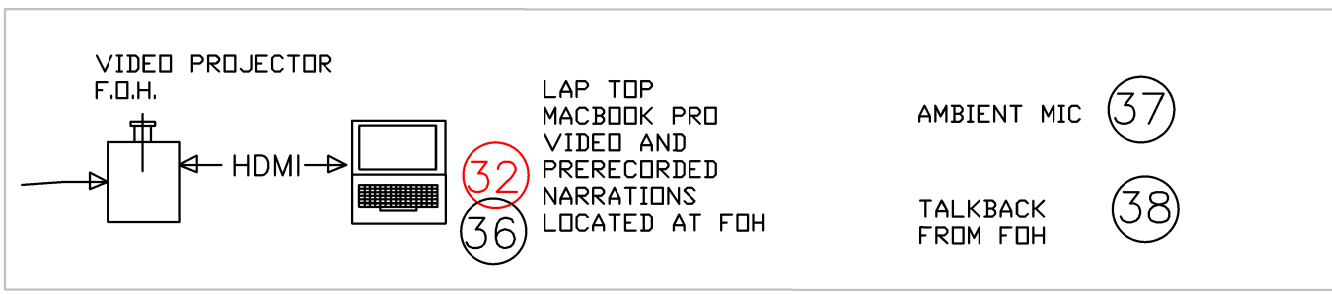 VIDEO PROJECTOR
F.O.H.
HDMI
32
36
LAP TOP
MACBOOK PRO
VIDEO AND
PRERECORDED
NARRATIONS
LOCATED AT FOH
AMBIENT MIC 37
TALKBACK
FROM FOH
38